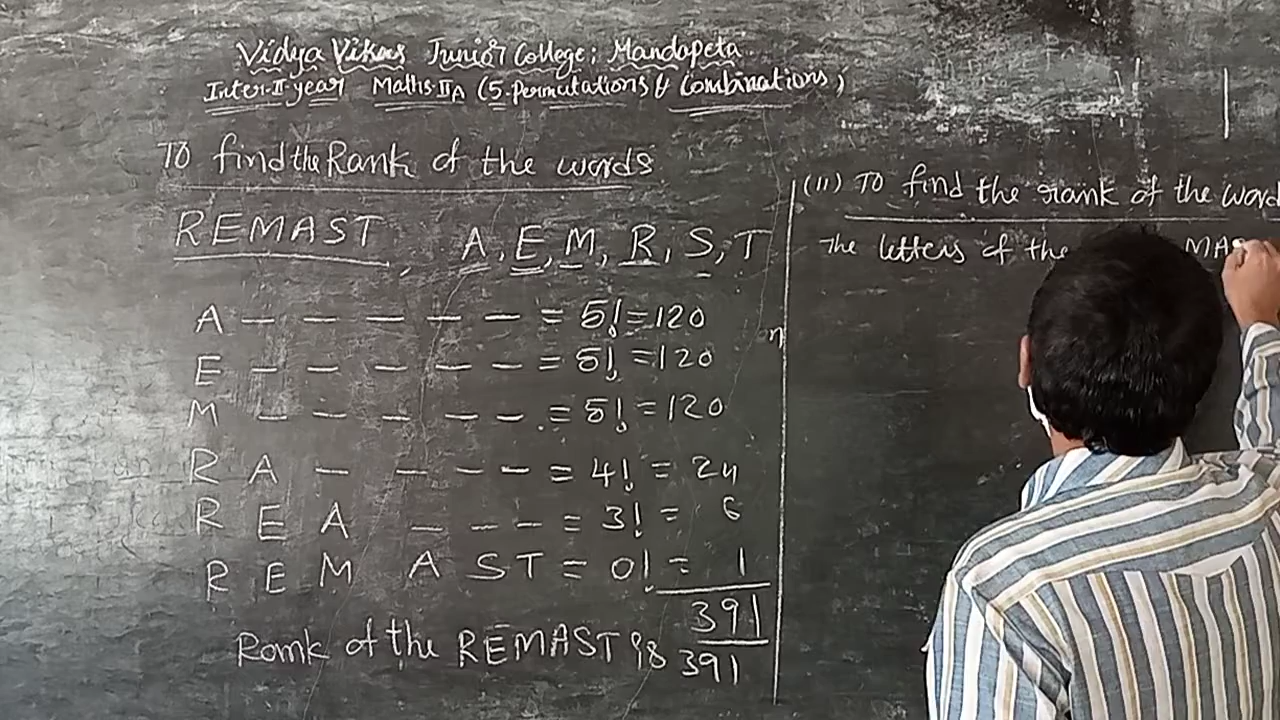 Vidya Vikas Junior College; Mandapeta.
Inter-II-year Maths-IIA (5. Permutations & Combinations)
To find the Rank of the words
REMAST, A, E, M, R, S, T
A – – – – – = 5! = 120
E – – – – – = 5! = 120
M – – – – – = 5! = 120
R A – – – – = 4! = 24
R E A – – – = 3! = 6
R E M A S T = 0! = 1
391
Rank of the REMAST is 391
(II) To find the rank of the word
The letters of the MAS